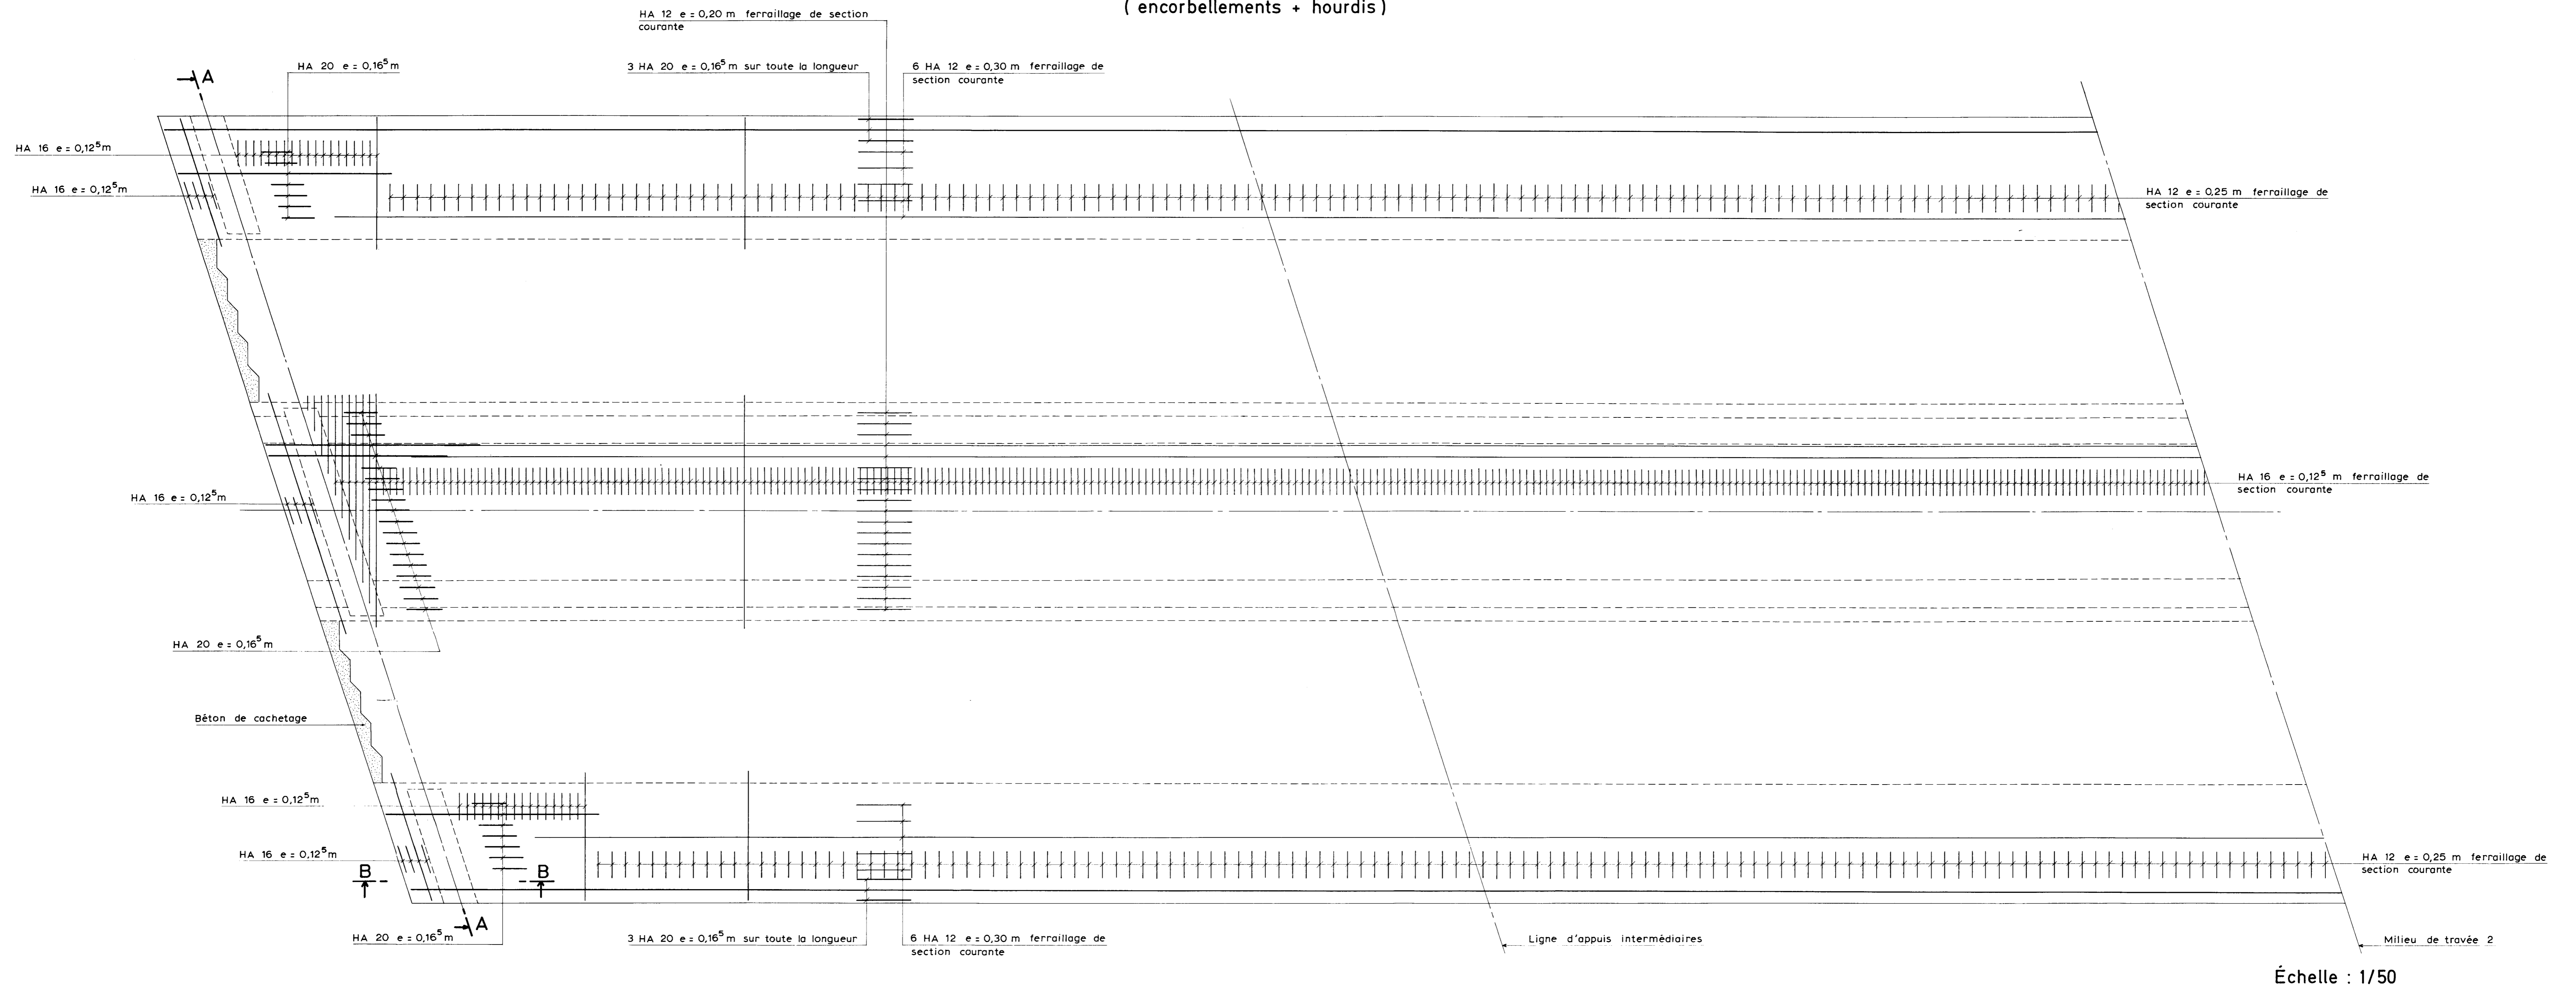 ( encorbellements + hourdis )
HA 12 e = 0,20 m ferraillage de section
courante
A
HA 20 e = 0,16⁵ m
3 HA 20 e = 0,16⁵ m sur toute la longueur
6 HA 12 e = 0,30 m ferraillage de
section courante
HA 16 e = 0,12⁵ m
HA 16 e = 0,12⁵ m
HA 12 e = 0,25 m ferraillage de
section courante
HA 16 e = 0,12⁵ m ferraillage de
section courante
HA 16 e = 0,12⁵ m
HA 20 e = 0,16⁵ m
Béton de cachetage
HA 16 e = 0,12⁵ m
HA 16 e = 0,12⁵ m
HA 12 e = 0,25 m ferraillage de
section courante
B
B
A
HA 20 e = 0,16⁵ m
3 HA 20 e = 0,16⁵ m sur toute la longueur
6 HA 12 e = 0,30 m ferraillage de
section courante
Ligne d'appuis intermédiaires
Milieu de travée 2
Échelle : 1/50